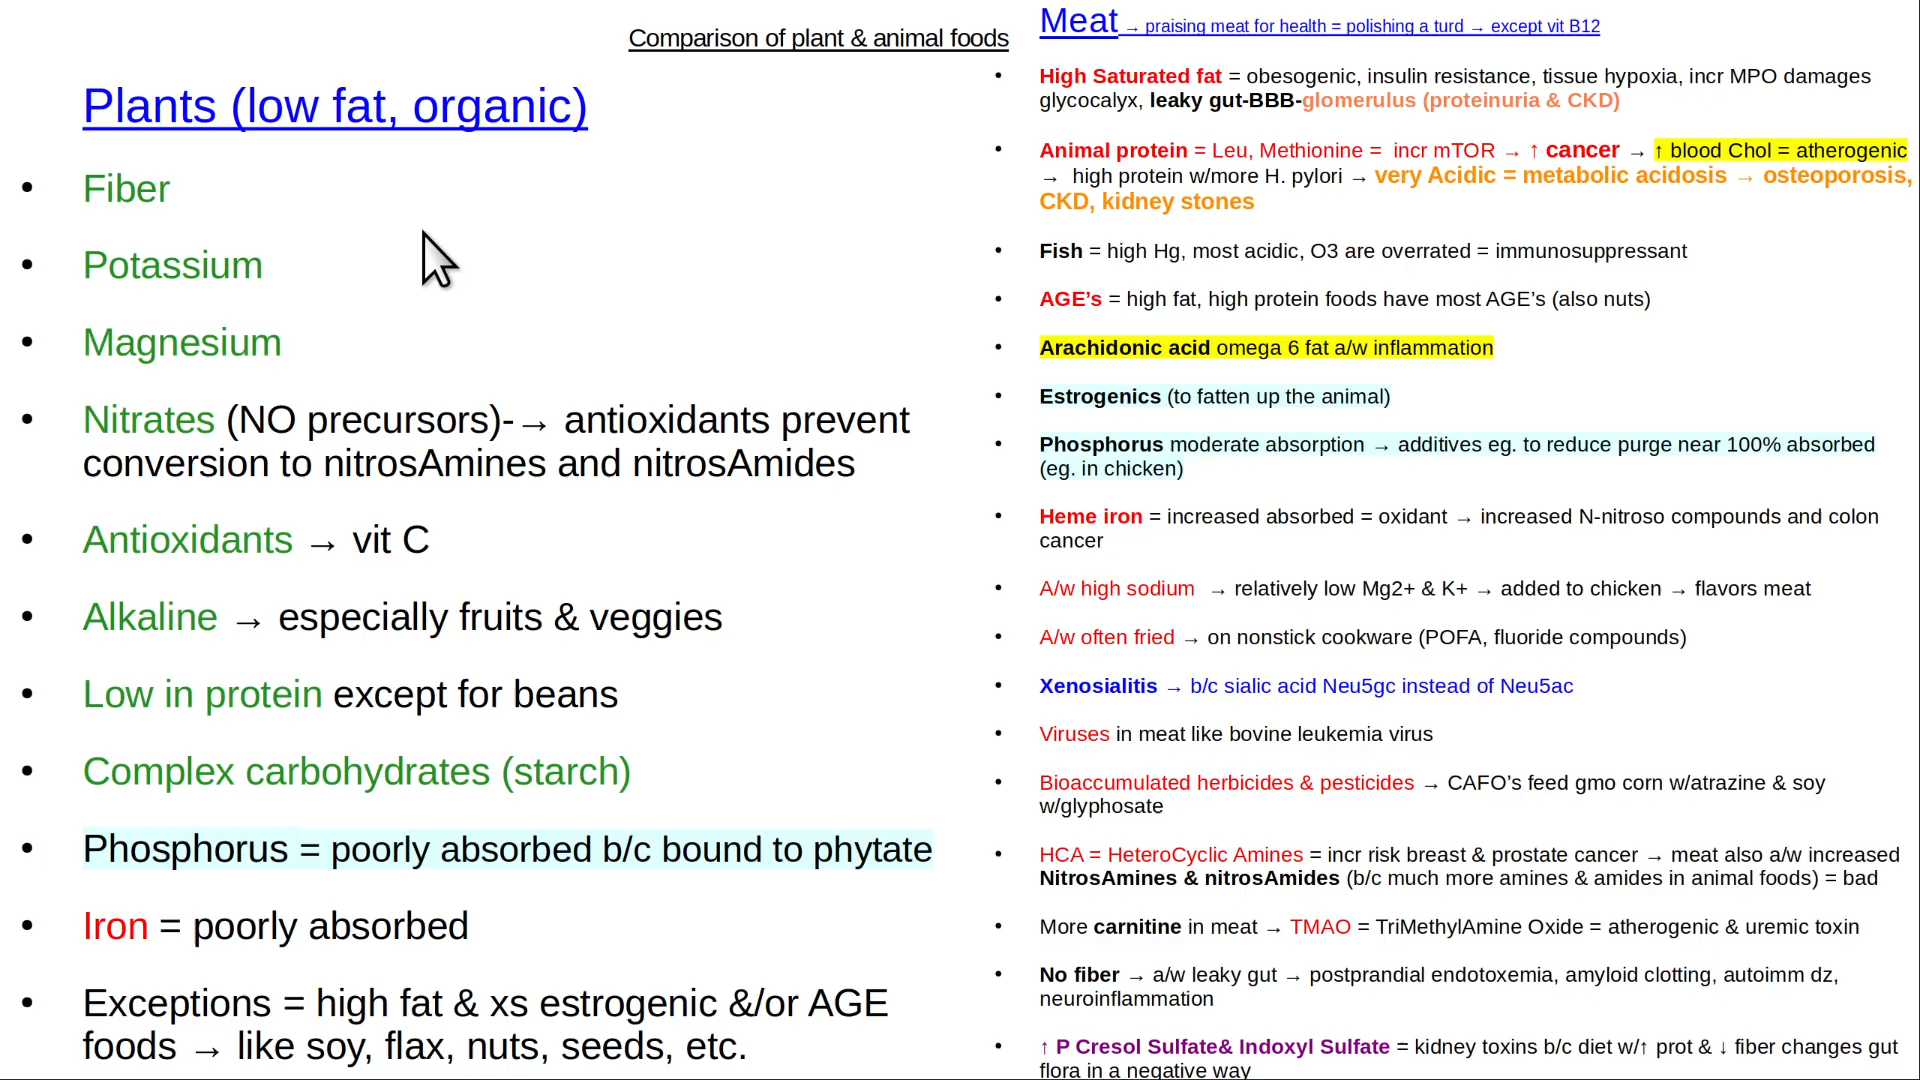 Comparison of plant & animal foods
Plants (low fat, organic)
• Fiber
• Potassium
• Magnesium
• Nitrates (NO precursors)-→ antioxidants prevent
conversion to nitrosAmines and nitrosAmides
• Antioxidants → vit C
• Alkaline → especially fruits & veggies
• Low in protein except for beans
• Complex carbohydrates (starch)
• Phosphorus = poorly absorbed b/c bound to phytate
• Iron = poorly absorbed
• Exceptions = high fat & xs estrogenic &/or AGE
foods → like soy, flax, nuts, seeds, etc.
Meat → praising meat for health = polishing a turd → except vit B12
• High Saturated fat = obesogenic, insulin resistance, tissue hypoxia, incr MPO damages
glycocalyx, leaky gut-BBB-glomerulus (proteinuria & CKD)
• Animal protein = Leu, Methionine = incr mTOR → ↑ cancer → ↑ blood Chol = atherogenic
→ high protein w/more H. pylori → very Acidic = metabolic acidosis → osteoporosis,
CKD, kidney stones
• Fish = high Hg, most acidic, O3 are overrated = immunosuppressant
• AGE’s = high fat, high protein foods have most AGE’s (also nuts)
• Arachidonic acid omega 6 fat a/w inflammation
• Estrogenics (to fatten up the animal)
• Phosphorus moderate absorption → additives eg. to reduce purge near 100% absorbed
(eg. in chicken)
• Heme iron = increased absorbed = oxidant → increased N-nitroso compounds and colon
cancer
• A/w high sodium → relatively low Mg2+ & K+ → added to chicken → flavors meat
• A/w often fried → on nonstick cookware (POFA, fluoride compounds)
• Xenosialitis → b/c sialic acid Neu5gc instead of Neu5ac
• Viruses in meat like bovine leukemia virus
• Bioaccumulated herbicides & pesticides → CAFO’s feed gmo corn w/atrazine & soy
w/glyphosate
• HCA = HeteroCyclic Amines = incr risk breast & prostate cancer → meat also a/w increased
NitrosAmines & nitrosAmides (b/c much more amines & amides in animal foods) = bad
• More carnitine in meat → TMAO = TriMethylAmine Oxide = atherogenic & uremic toxin
• No fiber → a/w leaky gut → postprandial endotoxemia, amyloid clotting, autoimm dz,
neuroinflammation
• ↑ P Cresol Sulfate& Indoxyl Sulfate = kidney toxins b/c diet w/↑ prot & ↓ fiber changes gut
flora in a negative way